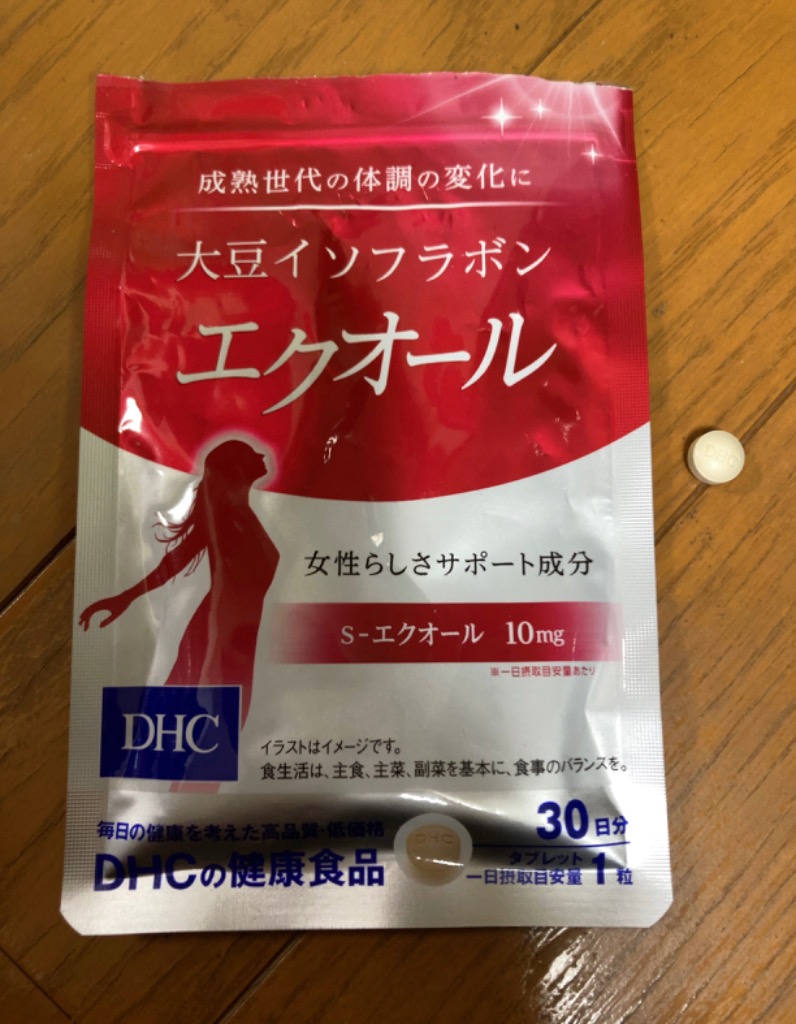 成熟世代の体調の変化に
大豆イソフラボン
エクオール
DHC
女性らしさサポート成分
S-エクオール 10mg
※一日摂取目安量あたり
DHC
イラストはイメージです。
食生活は、主食、主菜、副菜を基本に、食事のバランスを。
毎日の健康を考えた高品質・低価格
DHCの健康食品
DHC
30日分
タブレット
一日摂取目安量 1粒